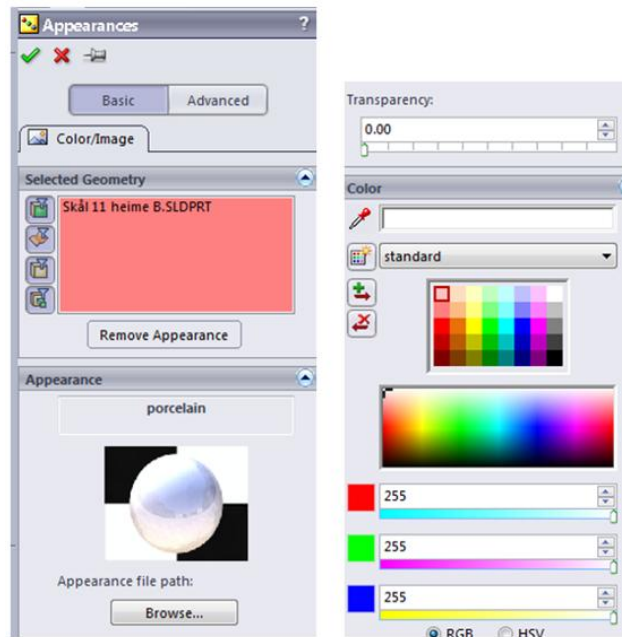 Appearances ?
Basic Advanced
Color/Image
Selected Geometry
Skål 11 heime B.SLDPRT
Remove Appearance
Appearance
porcelain
Appearance file path:
Browse...
Transparency:
0.00
Color
standard
255
255
255
RGB HSV